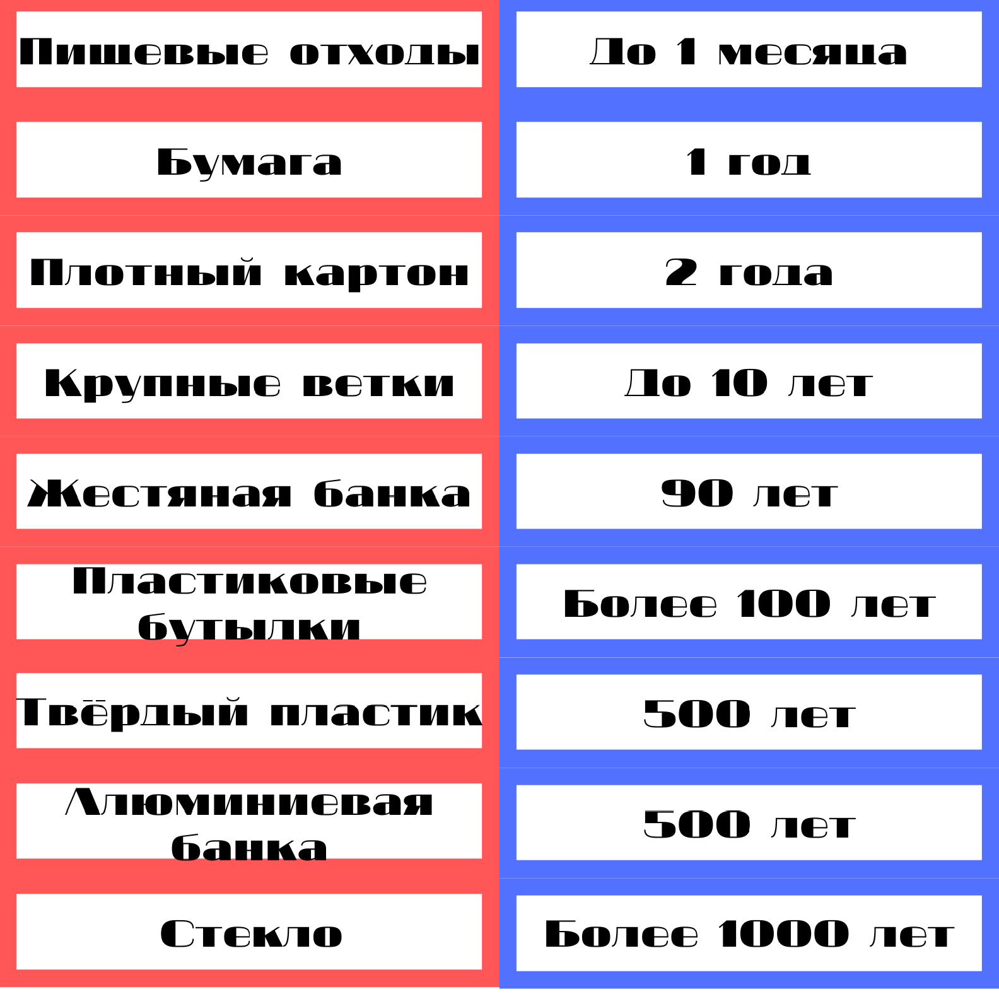 Пищевые отходы
До 1 месяца
Бумага
1 год
Плотный картон
2 года
Крупные ветки
До 10 лет
Жестяная банка
90 лет
Пластиковые
бутылки
Более 100 лет
Твёрдый пластик
500 лет
Алюминиевая
банка
500 лет
Стекло
Более 1000 лет